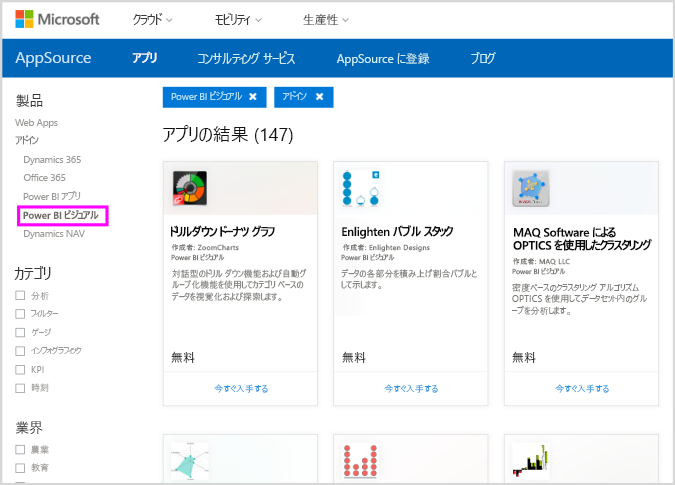 Microsoft
クラウド
モビリティ
生産性
AppSource
アプリ
コンサルティング サービス
AppSource に登録
ブログ
製品
Web Apps
アドイン
Dynamics 365
Office 365
Power BI アプリ
Power BI ビジュアル
Dynamics NAV
カテゴリ
分析
フィルター
ゲージ
インフォグラフィック
KPI
時刻
業界
農業
教育
Power BI ビジュアル ✖
アドイン ✖
アプリの結果 (147)
ドリルダウン ドーナツ グラフ
作成者: ZoomCharts
Power BI ビジュアル
対話型のドリル ダウン機能および自動グ
ループ化機能を使用してカテゴリ ベースの
データを視覚化および探索します。
無料
今すぐ入手する
Enlighten バブル スタック
作成者: Enlighten Designs
Power BI ビジュアル
データの各部分を積み上げ割合バブルと
して示します。
無料
今すぐ入手する
MAQ Software による
OPTICS を使用したクラスタリング
作成者: MAQ LLC
Power BI ビジュアル
密度ベースのクラスタリング アルゴリズム
OPTICS を使用してデータセット内のグ
ループを分析します。
無料
今すぐ入手する